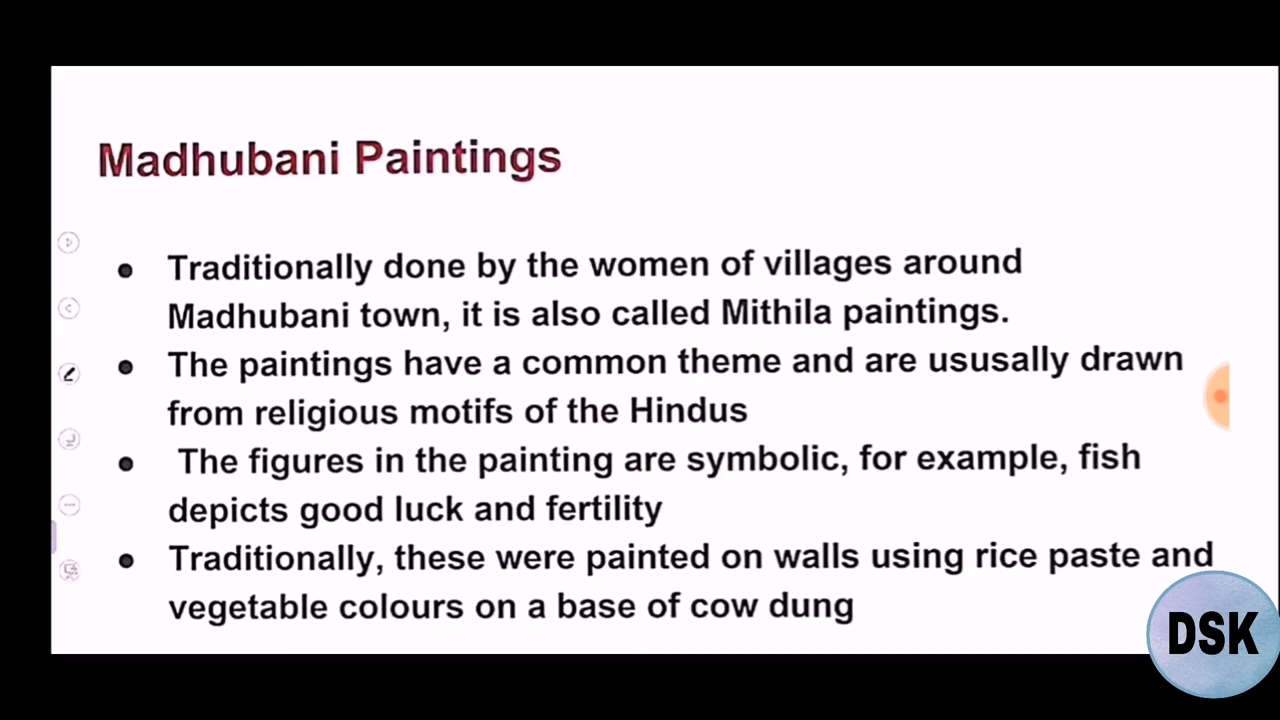 Madhubani Paintings
● Traditionally done by the women of villages around
Madhubani town, it is also called Mithila paintings.
● The paintings have a common theme and are ususally drawn
from religious motifs of the Hindus
● The figures in the painting are symbolic, for example, fish
depicts good luck and fertility
● Traditionally, these were painted on walls using rice paste and
vegetable colours on a base of cow dung
DSK